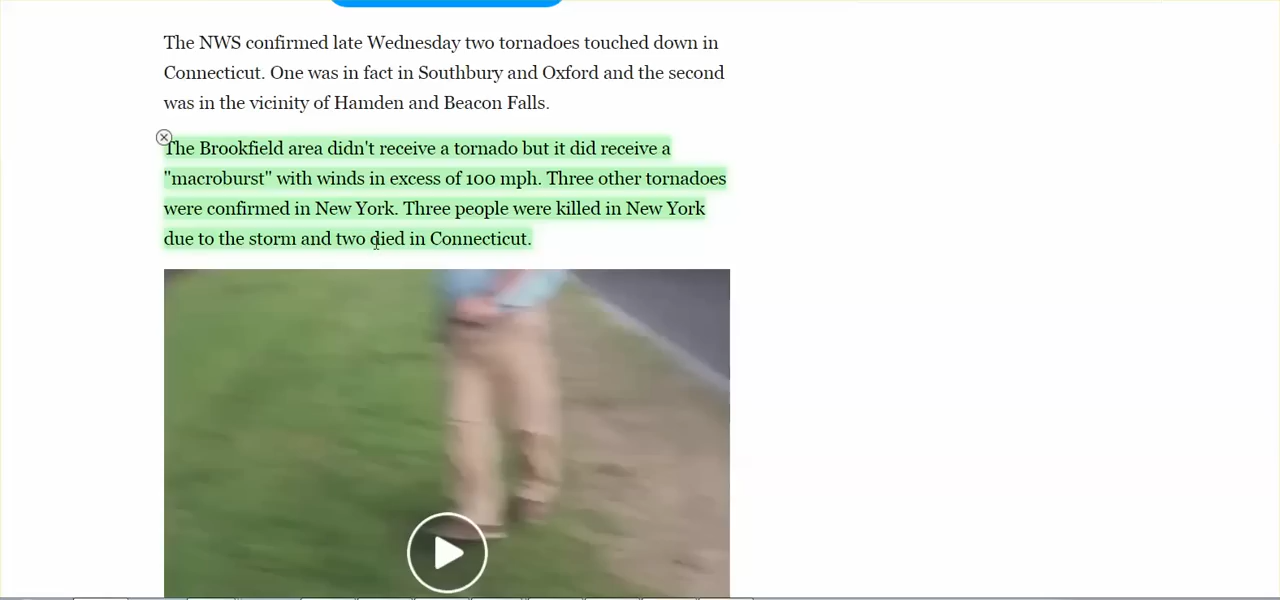 The NWS confirmed late Wednesday two tornadoes touched down in
Connecticut. One was in fact in Southbury and Oxford and the second
was in the vicinity of Hamden and Beacon Falls.
The Brookfield area didn't receive a tornado but it did receive a
"macroburst" with winds in excess of 100 mph. Three other tornadoes
were confirmed in New York. Three people were killed in New York
due to the storm and two died in Connecticut.